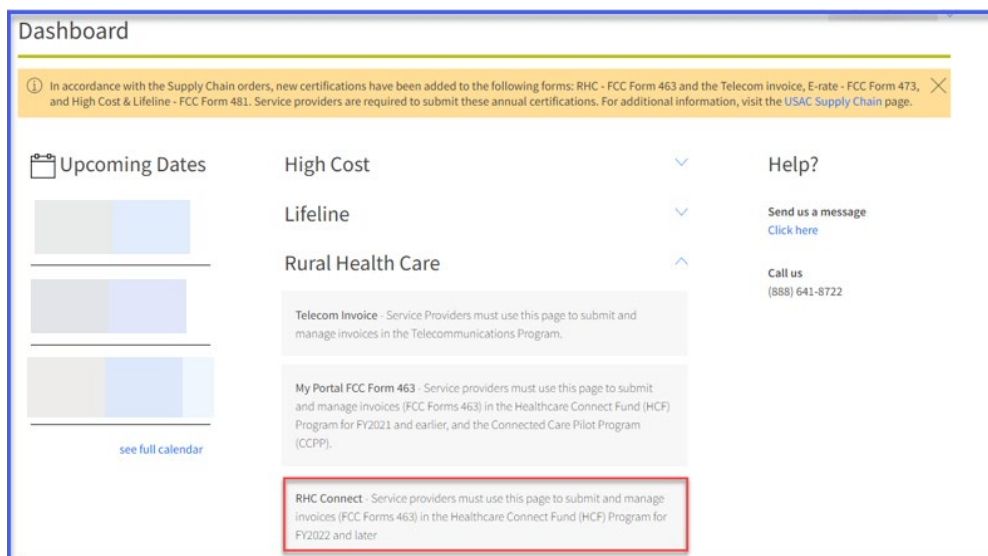 Dashboard
In accordance with the Supply Chain orders, new certifications have been added to the following forms: RHC - FCC Form 463 and the Telecom invoice, E-rate - FCC Form 473,
and High Cost & Lifeline - FCC Form 481. Service providers are required to submit these annual certifications. For additional information, visit the USAC Supply Chain page.
Upcoming Dates
see full calendar
High Cost
Lifeline
Rural Health Care
Telecom Invoice - Service Providers must use this page to submit and
manage invoices in the Telecommunications Program.
My Portal FCC Form 463 - Service providers must use this page to submit
and manage invoices (FCC Forms 463) in the Healthcare Connect Fund (HCF)
Program for FY2021 and earlier, and the Connected Care Pilot Program
(CCPP).
RHC Connect - Service providers must use this page to submit and manage
invoices (FCC Forms 463) in the Healthcare Connect Fund (HCF) Program for
FY2022 and later
Help?
Send us a message
Click here
Call us
(888) 641-8722